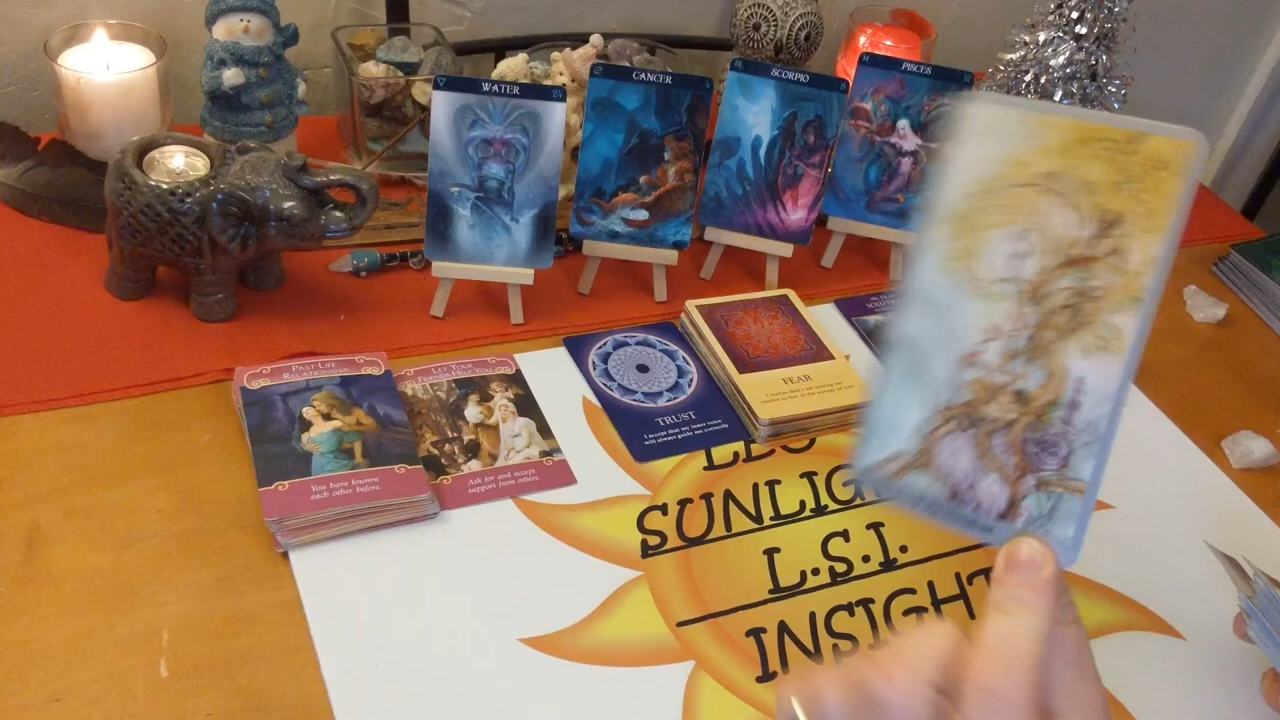 WATER
CANCER
SCORPIO
PISCES
PAST-LIFE
RELATIONSHIP
You have known
each other before.
LET YOUR
FRIENDS HELP YOU
Ask for and accept
support from others.
TRUST
I accept that my inner voice
will always guide me correctly
FEAR
SUNLIG
L.S.I.
INSIGHT